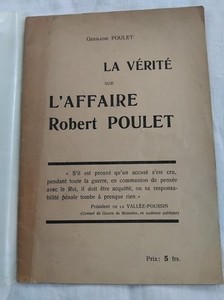 Germaine POULET
LA VÉRITÉ
SUR
L'AFFAIRE
Robert POULET
« S'il est prouvé qu'un accusé s'est cru,
pendant toute la guerre, en communion de pensée
avec le Roi, il doit être acquitté, ou sa responsa-
bilité pénale tombe à presque rien »
Président de la VALLÉE-POUSSIN
(Conseil de Guerre de Bruxelles, en audience publique)
Prix: 5 frs.